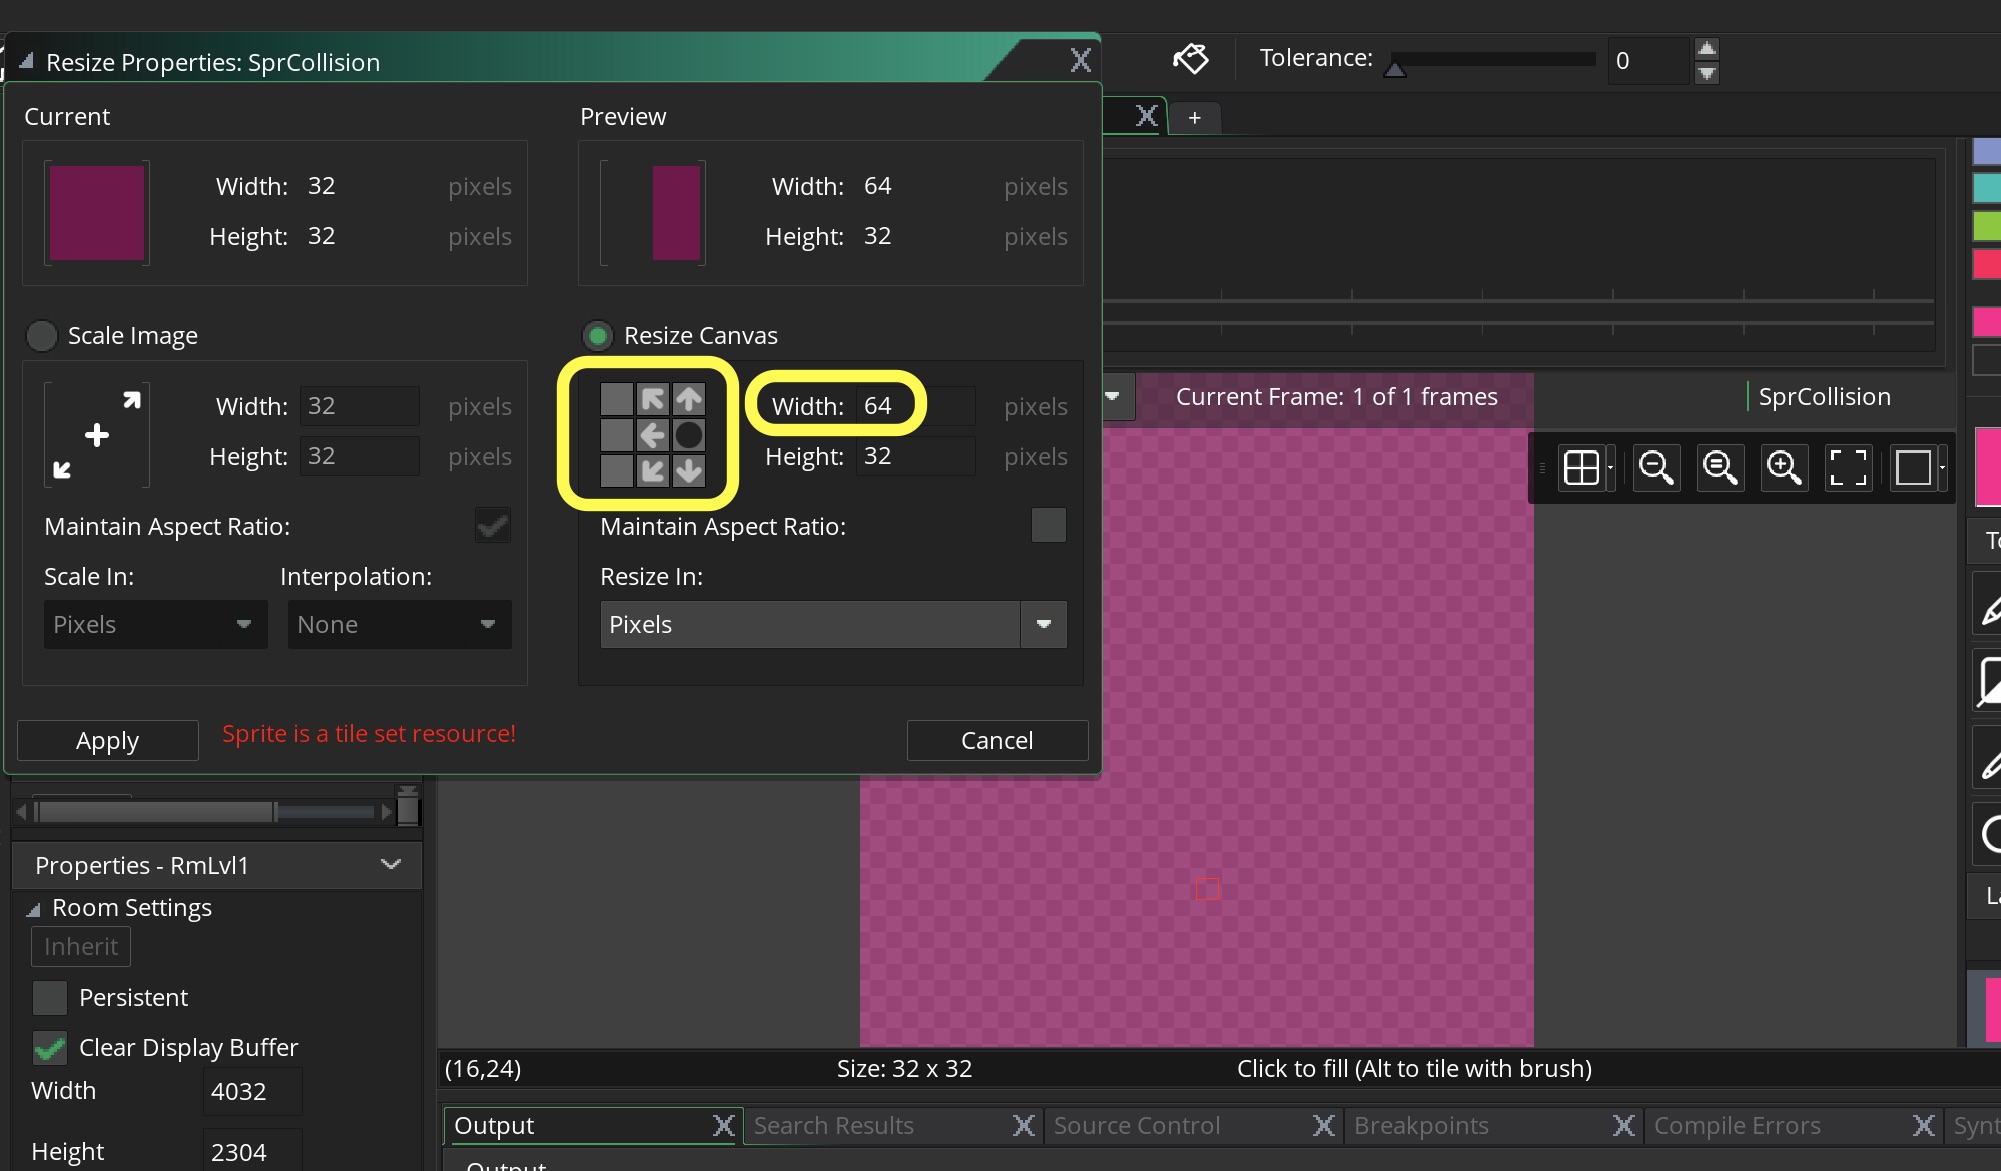 Resize Properties: SprCollision
Tolerance:
0
Current
Preview
+
Width: 32 pixels
Height: 32 pixels
Width: 64 pixels
Height: 32 pixels
Scale Image
Resize Canvas
Width: 32 pixels
Height: 32 pixels
Width: 64 pixels
Height: 32 pixels
Current Frame: 1 of 1 frames
SprCollision
Maintain Aspect Ratio:
Maintain Aspect Ratio:
Scale In:
Interpolation:
Resize In:
Pixels
None
Pixels
Apply
Sprite is a tile set resource!
Cancel
Properties - RmLvl1
Room Settings
Inherit
Persistent
Clear Display Buffer
Width 4032
Height 2304
(16,24)
Size: 32 x 32
Click to fill (Alt to tile with brush)
Output
Search Results
Source Control
Breakpoints
Compile Errors
Output